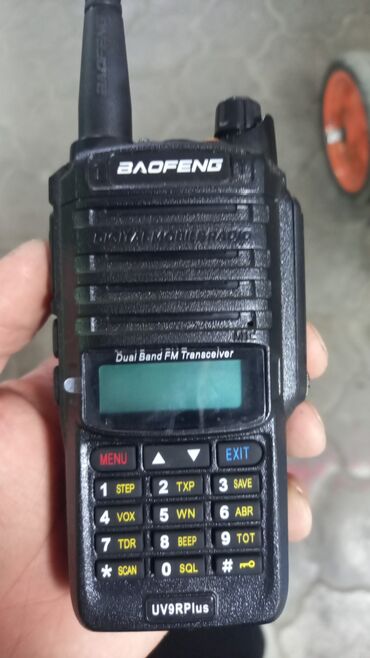 BAOFENG
BAOFENG
DIGITAL MOBILE RADIO
Dual Band FM Transceiver
MENU ▲ ▼ EXIT
1 STEP 2 TXP 3 SAVE
4 VOX 5 WN 6 ABR
7 TDR 8 BEEP 9 TOT
* SCAN 0 SQL #
UV9RPlus